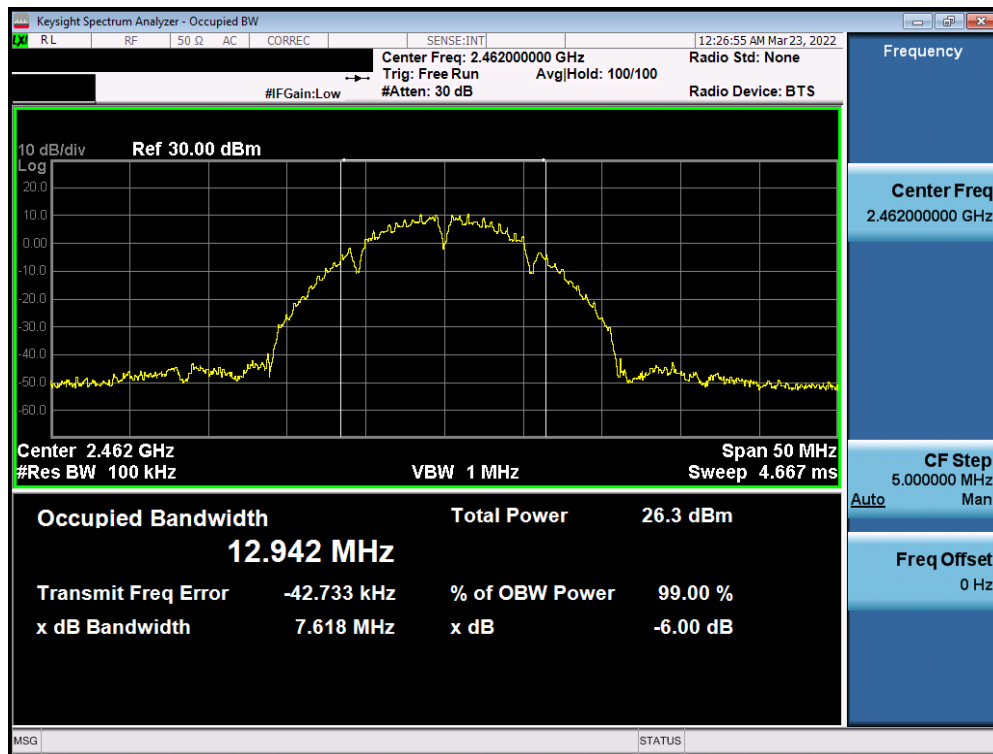 Keysight Spectrum Analyzer - Occupied BW
LXI RL RF 50 Ω AC CORREC SENSE:INT 12:26:55 AM Mar 23, 2022
Center Freq: 2.462000000 GHz Radio Std: None
Trig: Free Run Avg|Hold: 100/100
#IFGain:Low #Atten: 30 dB Radio Device: BTS
10 dB/div Ref 30.00 dBm
Log
20.0
10.0
0.00
-10.0
-20.0
-30.0
-40.0
-50.0
-60.0
Center 2.462 GHz Span 50 MHz
#Res BW 100 kHz VBW 1 MHz Sweep 4.667 ms
Occupied Bandwidth Total Power 26.3 dBm
12.942 MHz
Transmit Freq Error -42.733 kHz % of OBW Power 99.00 %
x dB Bandwidth 7.618 MHz x dB -6.00 dB
MSG STATUS
Frequency
Center Freq
2.462000000 GHz
CF Step
5.000000 MHz
Auto Man
Freq Offset
0 Hz